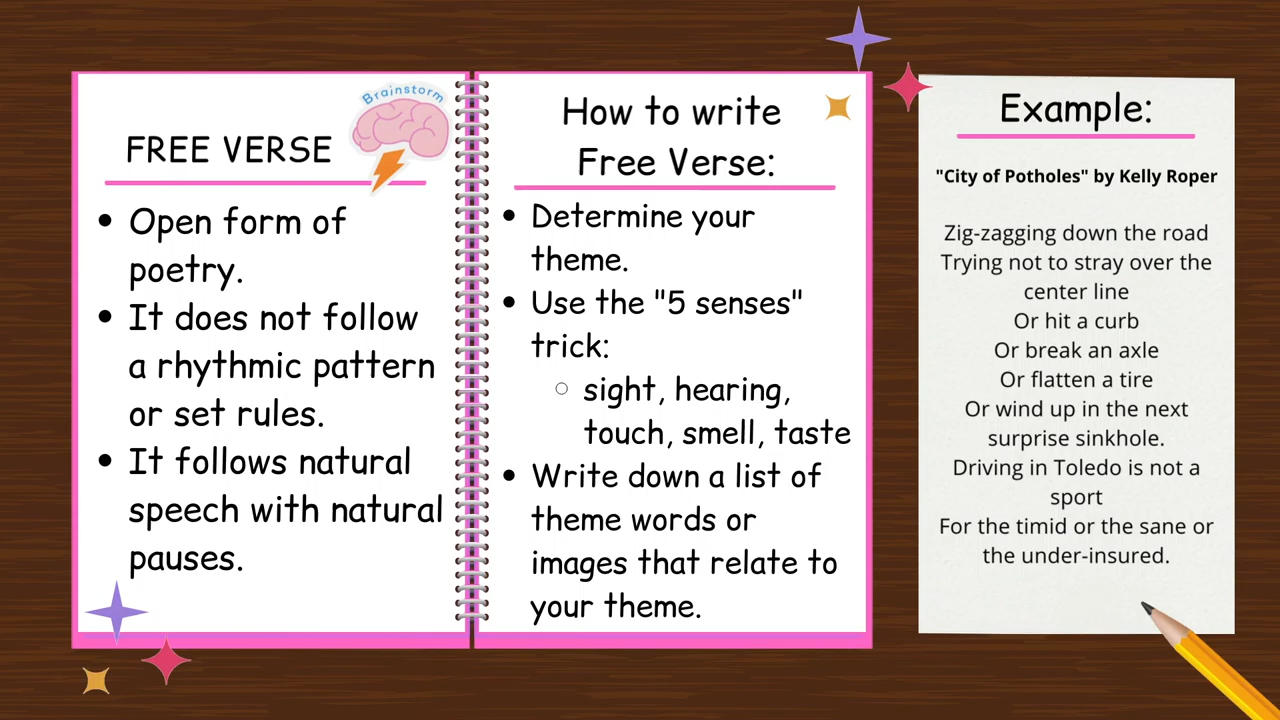 Brainstorm
FREE VERSE
Open form of
poetry.
It does not follow
a rhythmic pattern
or set rules.
It follows natural
speech with natural
pauses.
How to write
Free Verse:
Determine your
theme.
Use the "5 senses"
trick:
sight, hearing,
touch, smell, taste
Write down a list of
theme words or
images that relate to
your theme.
Example:
"City of Potholes" by Kelly Roper
Zig-zagging down the road
Trying not to stray over the
center line
Or hit a curb
Or break an axle
Or flatten a tire
Or wind up in the next
surprise sinkhole.
Driving in Toledo is not a
sport
For the timid or the sane or
the under-insured.